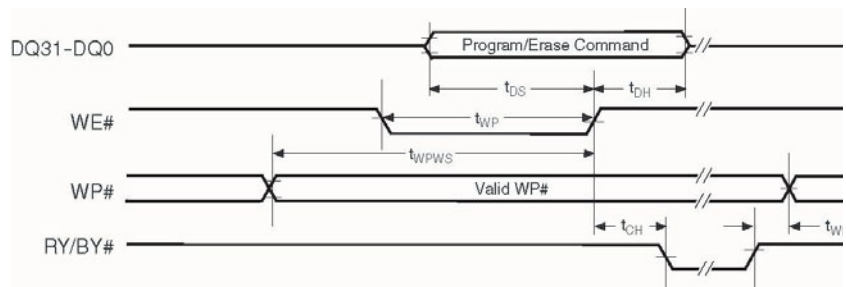 DQ31-DQ0
Program/Erase Command
tDS
tDH
WE#
tWP
tWPWS
WP#
Valid WP#
tCH
RY/BY#